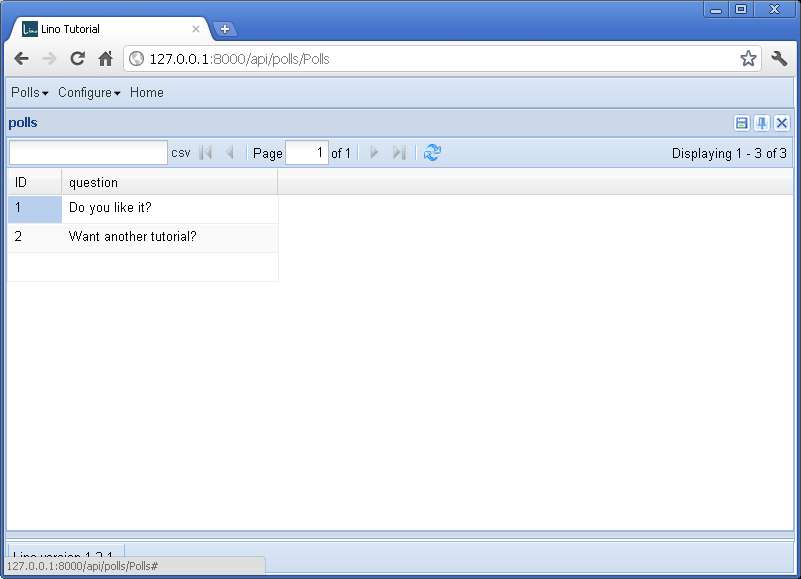 Lino Tutorial
127.0.0.1:8000/api/polls/Polls
Polls Configure Home
polls
csv Page 1 of 1 Displaying 1 - 3 of 3
ID question
1 Do you like it?
2 Want another tutorial?
Lino version 1.3.1
127.0.0.1:8000/api/polls/Polls#